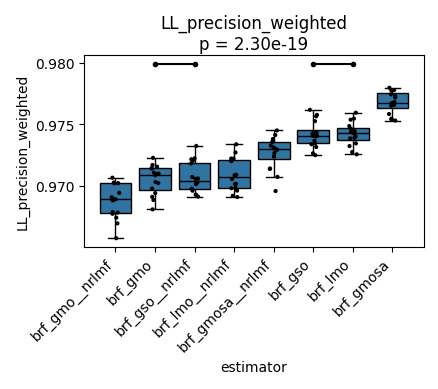 LL_precision_weighted
p = 2.30e-19
0.980
0.975
0.970
LL_precision_weighted
brf_gmo__nrlmf
brf_gmo
brf_gso__nrlmf
brf_lmo__nrlmf
brf_gmosa__nrlmf
brf_gso
brf_lmo
brf_gmosa
estimator